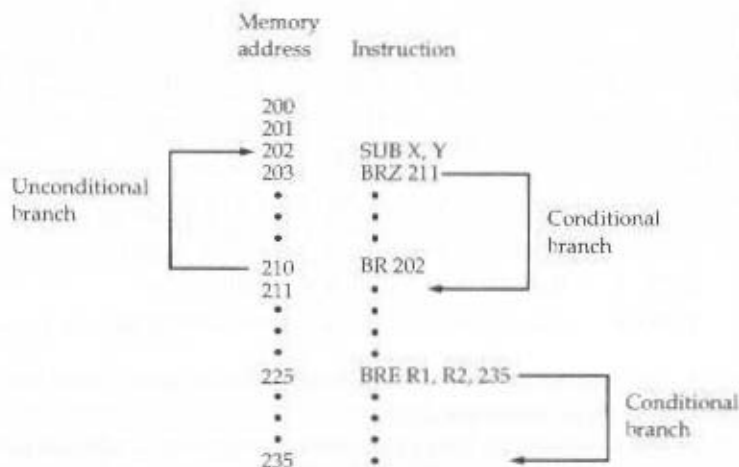 Memory
address Instruction
200
201
202 SUB X, Y
203 BRZ 211
Unconditional
branch
Conditional
branch
210 BR 202
211
225 BRE R1, R2, 235
Conditional
branch
235